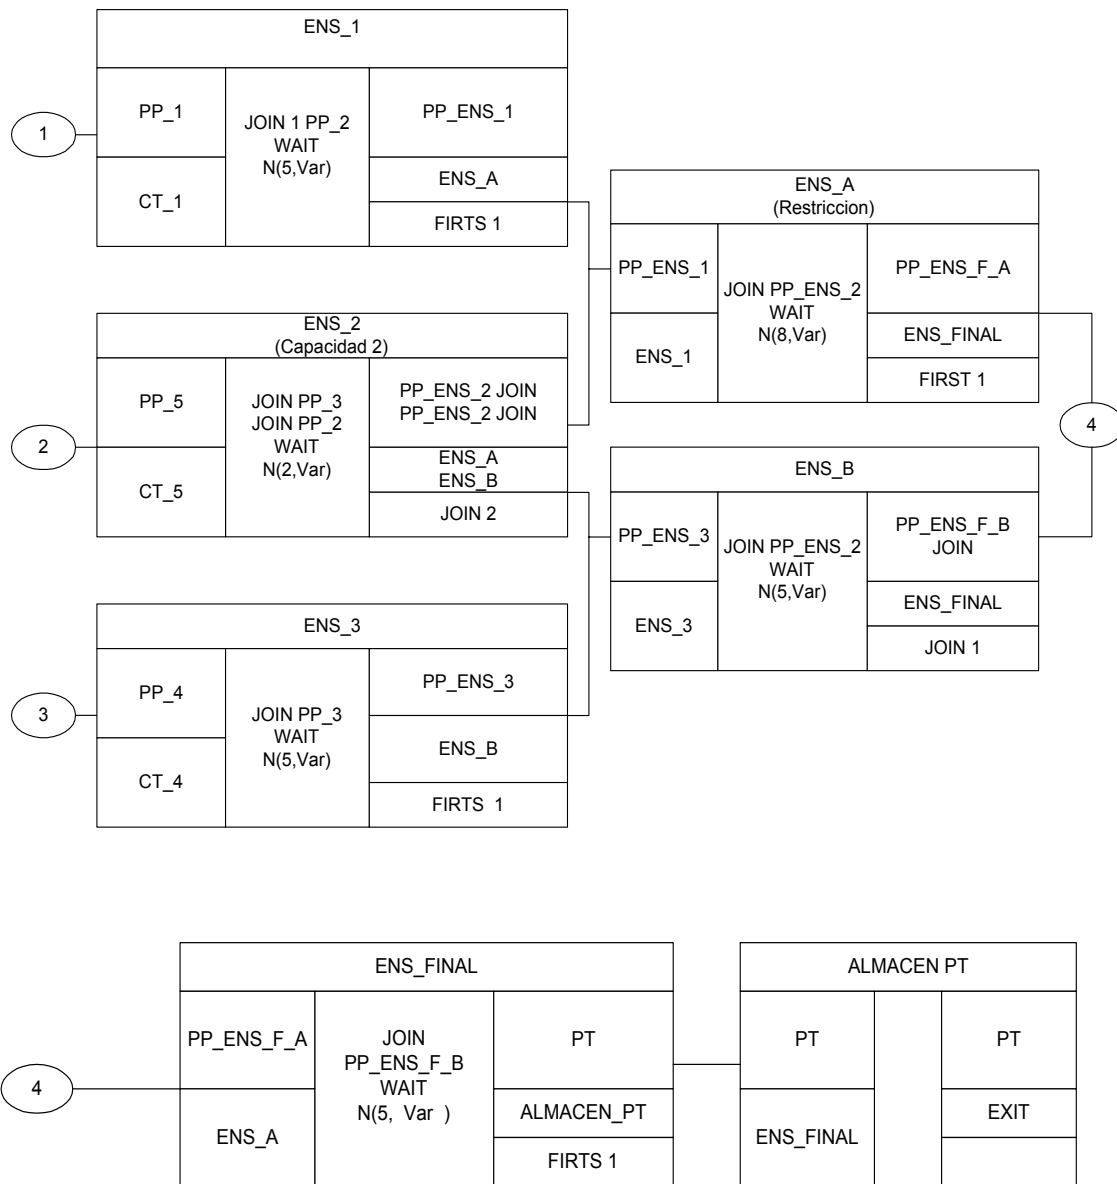 ENS_1
1
PP_1
CT_1
JOIN 1 PP_2
WAIT
N(5,Var)
PP_ENS_1
ENS_A
FIRTS 1
ENS_A
(Restriccion)
PP_ENS_1
ENS_1
JOIN PP_ENS_2
WAIT
N(8,Var)
PP_ENS_F_A
ENS_FINAL
FIRST 1
ENS_2
(Capacidad 2)
2
PP_5
CT_5
JOIN PP_3
JOIN PP_2
WAIT
N(2,Var)
PP_ENS_2 JOIN
PP_ENS_2 JOIN
ENS_A
ENS_B
JOIN 2
4
ENS_B
PP_ENS_3
ENS_3
JOIN PP_ENS_2
WAIT
N(5,Var)
PP_ENS_F_B
JOIN
ENS_FINAL
JOIN 1
ENS_3
3
PP_4
CT_4
JOIN PP_3
WAIT
N(5,Var)
PP_ENS_3
ENS_B
FIRTS 1
ENS_FINAL
4
PP_ENS_F_A
ENS_A
JOIN
PP_ENS_F_B
WAIT
N(5, Var )
PT
ALMACEN_PT
FIRTS 1
ALMACEN PT
PT
ENS_FINAL
PT
EXIT